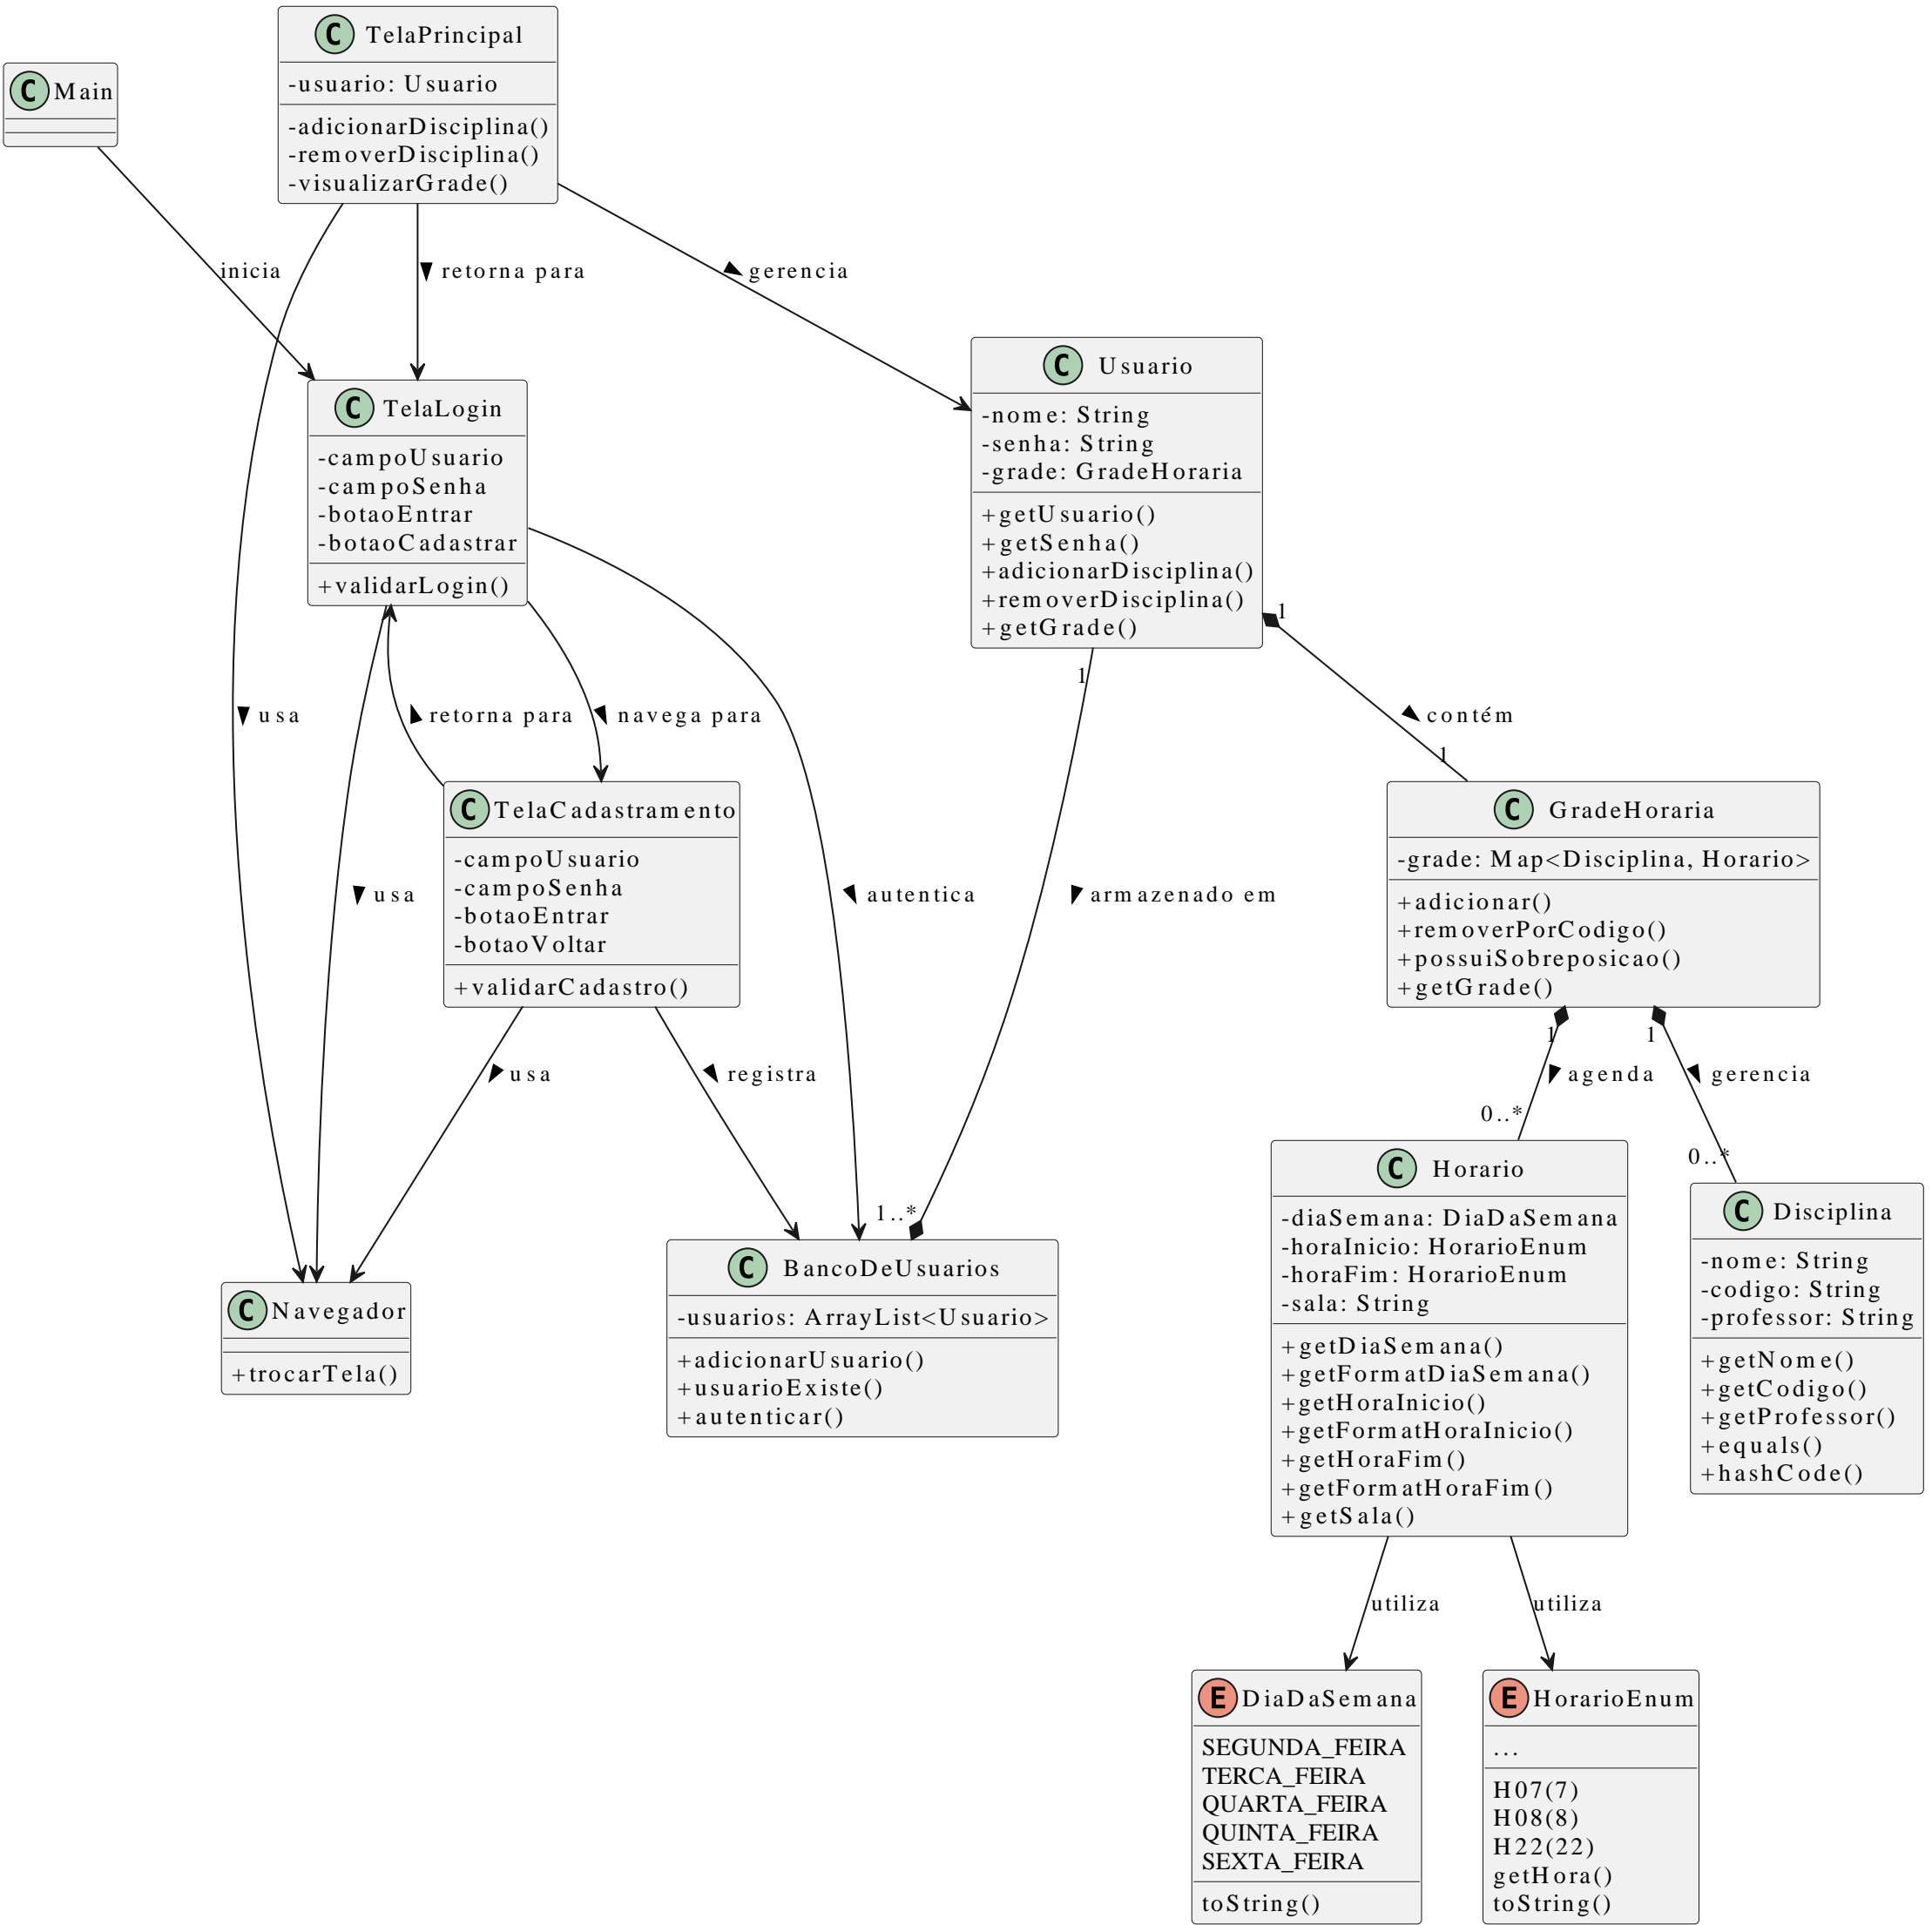 C TelaPrincipal
-usuario: Usuario
-adicionarDisciplina()
-removerDisciplina()
-visualizarGrade()
C Main
inicia
retorna para
gerencia
C TelaLogin
-campoUsuario
-campoSenha
-botaoEntrar
-botaoCadastrar
+validarLogin()
C Usuario
-nome: String
-senha: String
-grade: GradeHoraria
+getUsuario()
+getSenha()
+adicionarDisciplina()
+removerDisciplina()
+getGrade()
1
1
usa
retorna para
navega para
contém
1
C TelaCadastramento
-campoUsuario
-campoSenha
-botaoEntrar
-botaoVoltar
+validarCadastro()
usa
autentica
armazenado em
C GradeHoraria
-grade: Map<Disciplina, Horario>
+adicionar()
+removerPorCodigo()
+possuiSobreposicao()
+getGrade()
1
1
usa
registra
agenda
gerencia
0..*
0..*
1..*
C Navegador
+trocarTela()
C BancoDeUsuarios
-usuarios: ArrayList<Usuario>
+adicionarUsuario()
+usuarioExiste()
+autenticar()
C Horario
-diaSemana: DiaDaSemana
-horaInicio: HorarioEnum
-horaFim: HorarioEnum
-sala: String
+getDiaSemana()
+getFormatDiaSemana()
+getHoraInicio()
+getFormatHoraInicio()
+getHoraFim()
+getFormatHoraFim()
+getSala()
C Disciplina
-nome: String
-codigo: String
-professor: String
+getNome()
+getCodigo()
+getProfessor()
+equals()
+hashCode()
utiliza
utiliza
E DiaDaSemana
SEGUNDA_FEIRA
TERCA_FEIRA
QUARTA_FEIRA
QUINTA_FEIRA
SEXTA_FEIRA
toString()
E HorarioEnum
...
H07(7)
H08(8)
H22(22)
getHora()
toString()